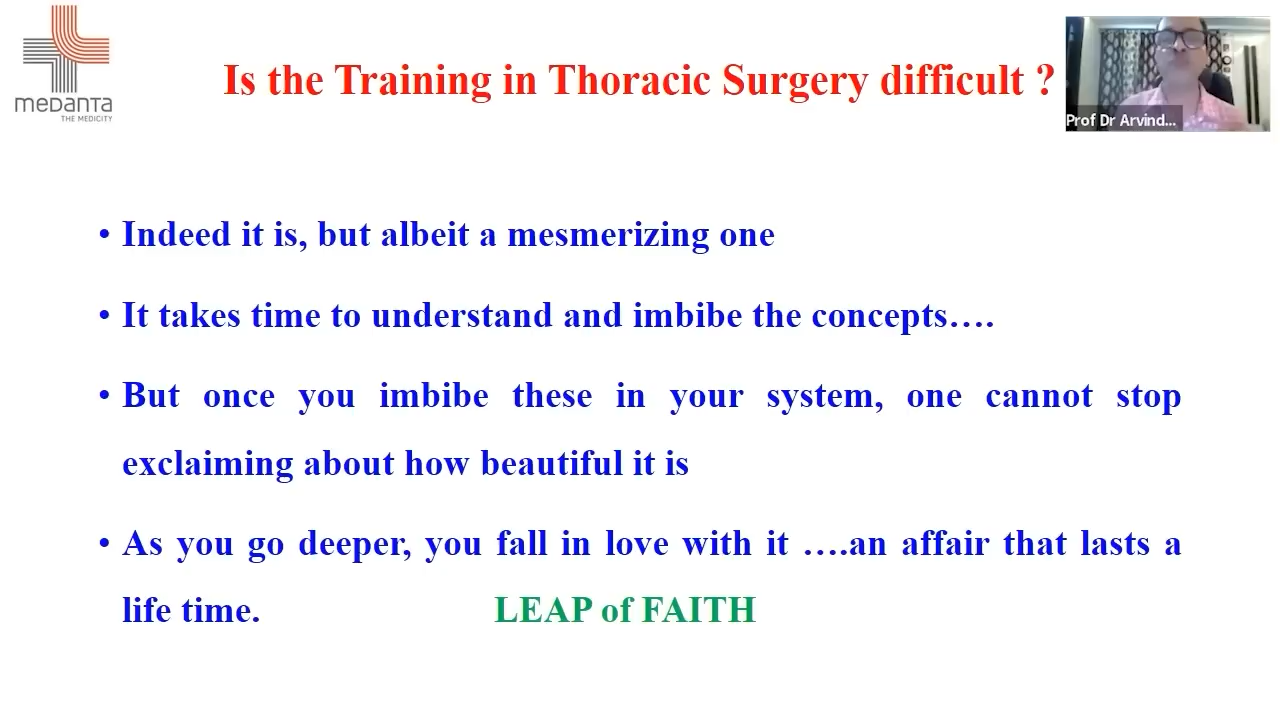 medanta
THE MEDICITY
Is the Training in Thoracic Surgery difficult ?
Prof Dr Arvind...
• Indeed it is, but albeit a mesmerizing one
• It takes time to understand and imbibe the concepts….
• But once you imbibe these in your system, one cannot stop
exclaiming about how beautiful it is
• As you go deeper, you fall in love with it ….an affair that lasts a
life time. LEAP of FAITH